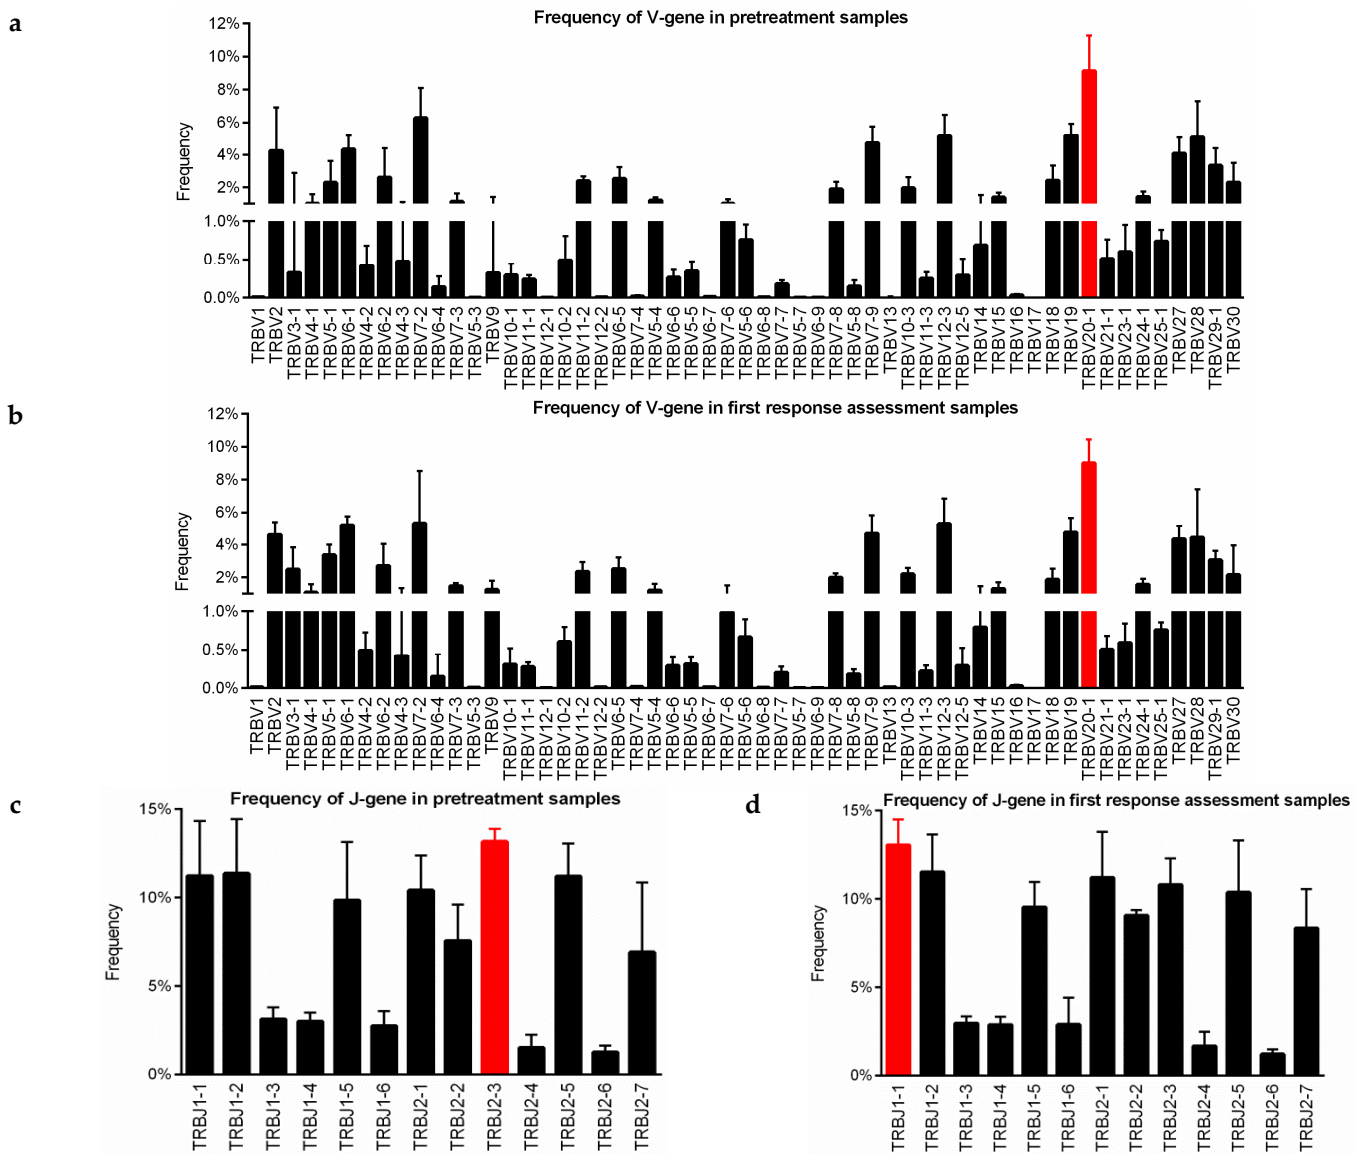 a
Frequency of V-gene in pretreatment samples
12%
10%
8%
6%
4%
2%
1.0%
0.5%
0.0%
Frequency
TRBV1
TRBV2
TRBV3-1
TRBV4-1
TRBV5-1
TRBV6-1
TRBV4-2
TRBV6-2
TRBV4-3
TRBV7-2
TRBV6-4
TRBV7-3
TRBV5-3
TRBV9
TRBV10-1
TRBV11-1
TRBV12-1
TRBV10-2
TRBV11-2
TRBV12-2
TRBV6-5
TRBV7-4
TRBV5-4
TRBV6-6
TRBV5-5
TRBV6-7
TRBV7-6
TRBV5-6
TRBV6-8
TRBV7-7
TRBV5-7
TRBV6-9
TRBV7-8
TRBV5-8
TRBV7-9
TRBV13
TRBV10-3
TRBV11-3
TRBV12-3
TRBV12-5
TRBV14
TRBV15
TRBV16
TRBV17
TRBV18
TRBV19
TRBV20-1
TRBV21-1
TRBV23-1
TRBV24-1
TRBV25-1
TRBV27
TRBV28
TRBV29-1
TRBV30
b
Frequency of V-gene in first response assessment samples
12%
10%
8%
6%
4%
2%
1.0%
0.5%
0.0%
Frequency
TRBV1
TRBV2
TRBV3-1
TRBV4-1
TRBV5-1
TRBV6-1
TRBV4-2
TRBV6-2
TRBV4-3
TRBV7-2
TRBV6-4
TRBV7-3
TRBV5-3
TRBV9
TRBV10-1
TRBV11-1
TRBV12-1
TRBV10-2
TRBV11-2
TRBV12-2
TRBV6-5
TRBV7-4
TRBV5-4
TRBV6-6
TRBV5-5
TRBV6-7
TRBV7-6
TRBV5-6
TRBV6-8
TRBV7-7
TRBV5-7
TRBV6-9
TRBV7-8
TRBV5-8
TRBV7-9
TRBV13
TRBV10-3
TRBV11-3
TRBV12-3
TRBV12-5
TRBV14
TRBV15
TRBV16
TRBV17
TRBV18
TRBV19
TRBV20-1
TRBV21-1
TRBV23-1
TRBV24-1
TRBV25-1
TRBV27
TRBV28
TRBV29-1
TRBV30
c
Frequency of J-gene in pretreatment samples
15%
10%
5%
0%
Frequency
TRBJ1-1
TRBJ1-2
TRBJ1-3
TRBJ1-4
TRBJ1-5
TRBJ1-6
TRBJ2-1
TRBJ2-2
TRBJ2-3
TRBJ2-4
TRBJ2-5
TRBJ2-6
TRBJ2-7
d
Frequency of J-gene in first response assessment samples
15%
10%
5%
0%
Frequency
TRBJ1-1
TRBJ1-2
TRBJ1-3
TRBJ1-4
TRBJ1-5
TRBJ1-6
TRBJ2-1
TRBJ2-2
TRBJ2-3
TRBJ2-4
TRBJ2-5
TRBJ2-6
TRBJ2-7